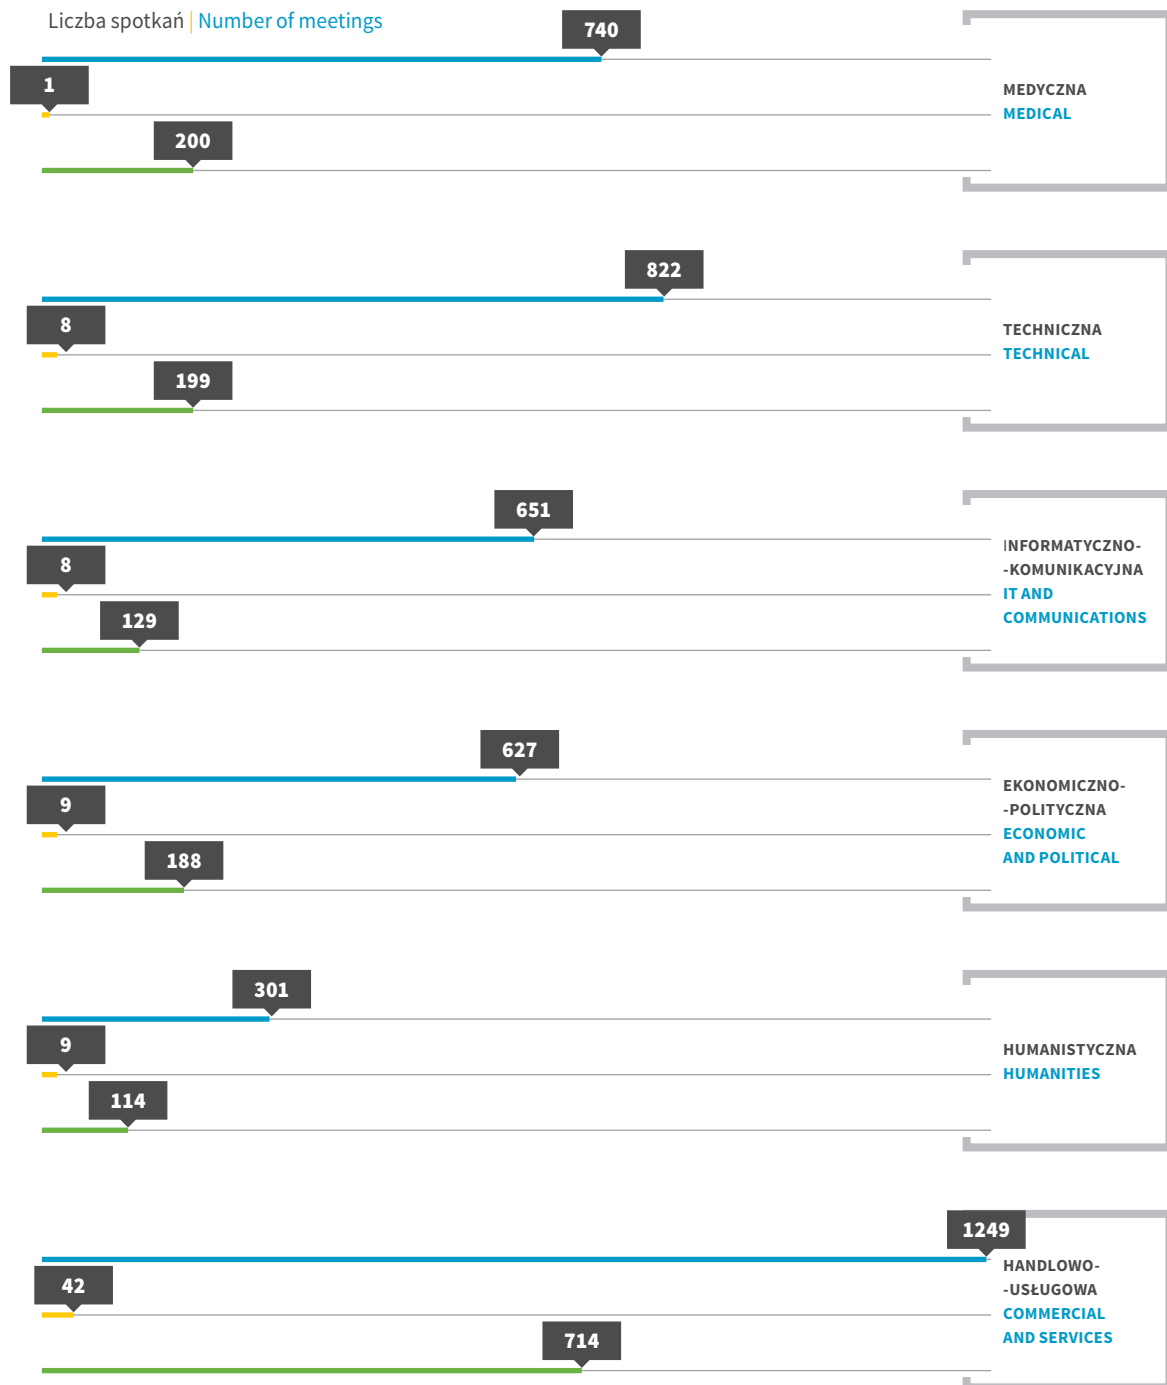 Liczba spotkań | Number of meetings
740
1
200
MEDYCZNA
MEDICAL
822
8
199
TECHNICZNA
TECHNICAL
651
8
129
INFORMATYCZNO-
-KOMUNIKACYJNA
IT AND
COMMUNICATIONS
627
9
188
EKONOMICZNO-
-POLITYCZNA
ECONOMIC
AND POLITICAL
301
9
114
HUMANISTYCZNA
HUMANITIES
1249
42
714
HANDLOWO-
-USŁUGOWA
COMMERCIAL
AND SERVICES